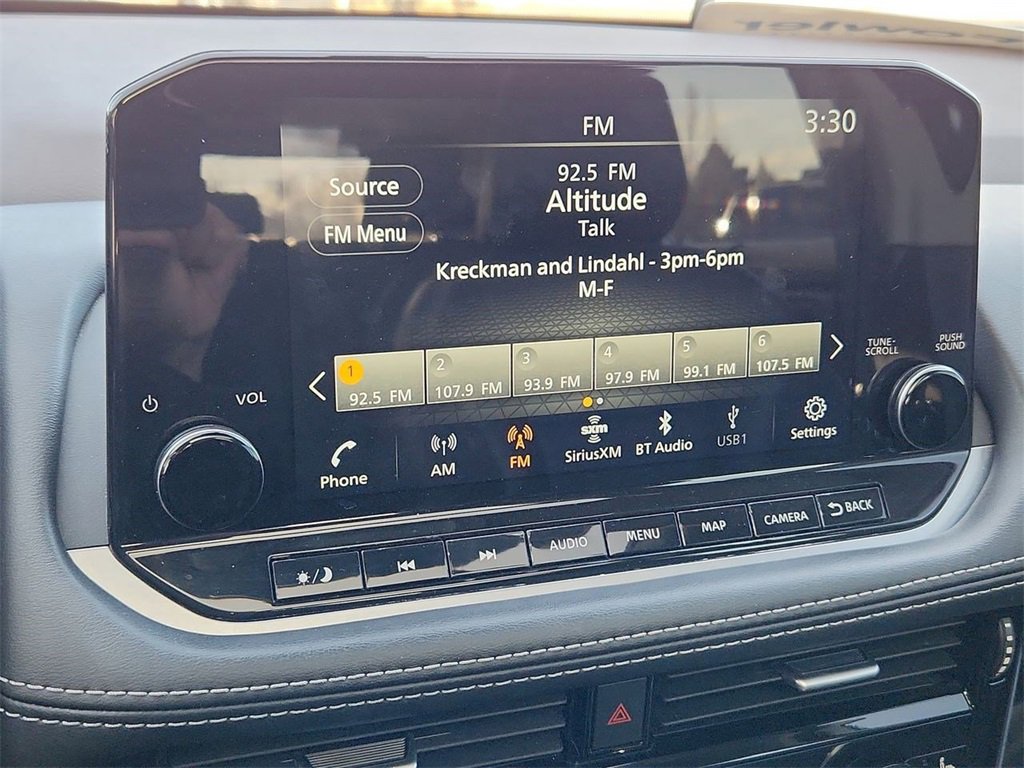 FM
3:30
Source
FM Menu
92.5 FM
Altitude
Talk
Kreckman and Lindahl - 3pm-6pm
M-F
1
92.5 FM
2
107.9 FM
3
93.9 FM
4
97.9 FM
5
99.1 FM
6
107.5 FM
TUNE-
SCROLL
PUSH
SOUND
VOL
Phone
AM
FM
sxm
SiriusXM
BT Audio
USB1
Settings
AUDIO
MENU
MAP
CAMERA
BACK